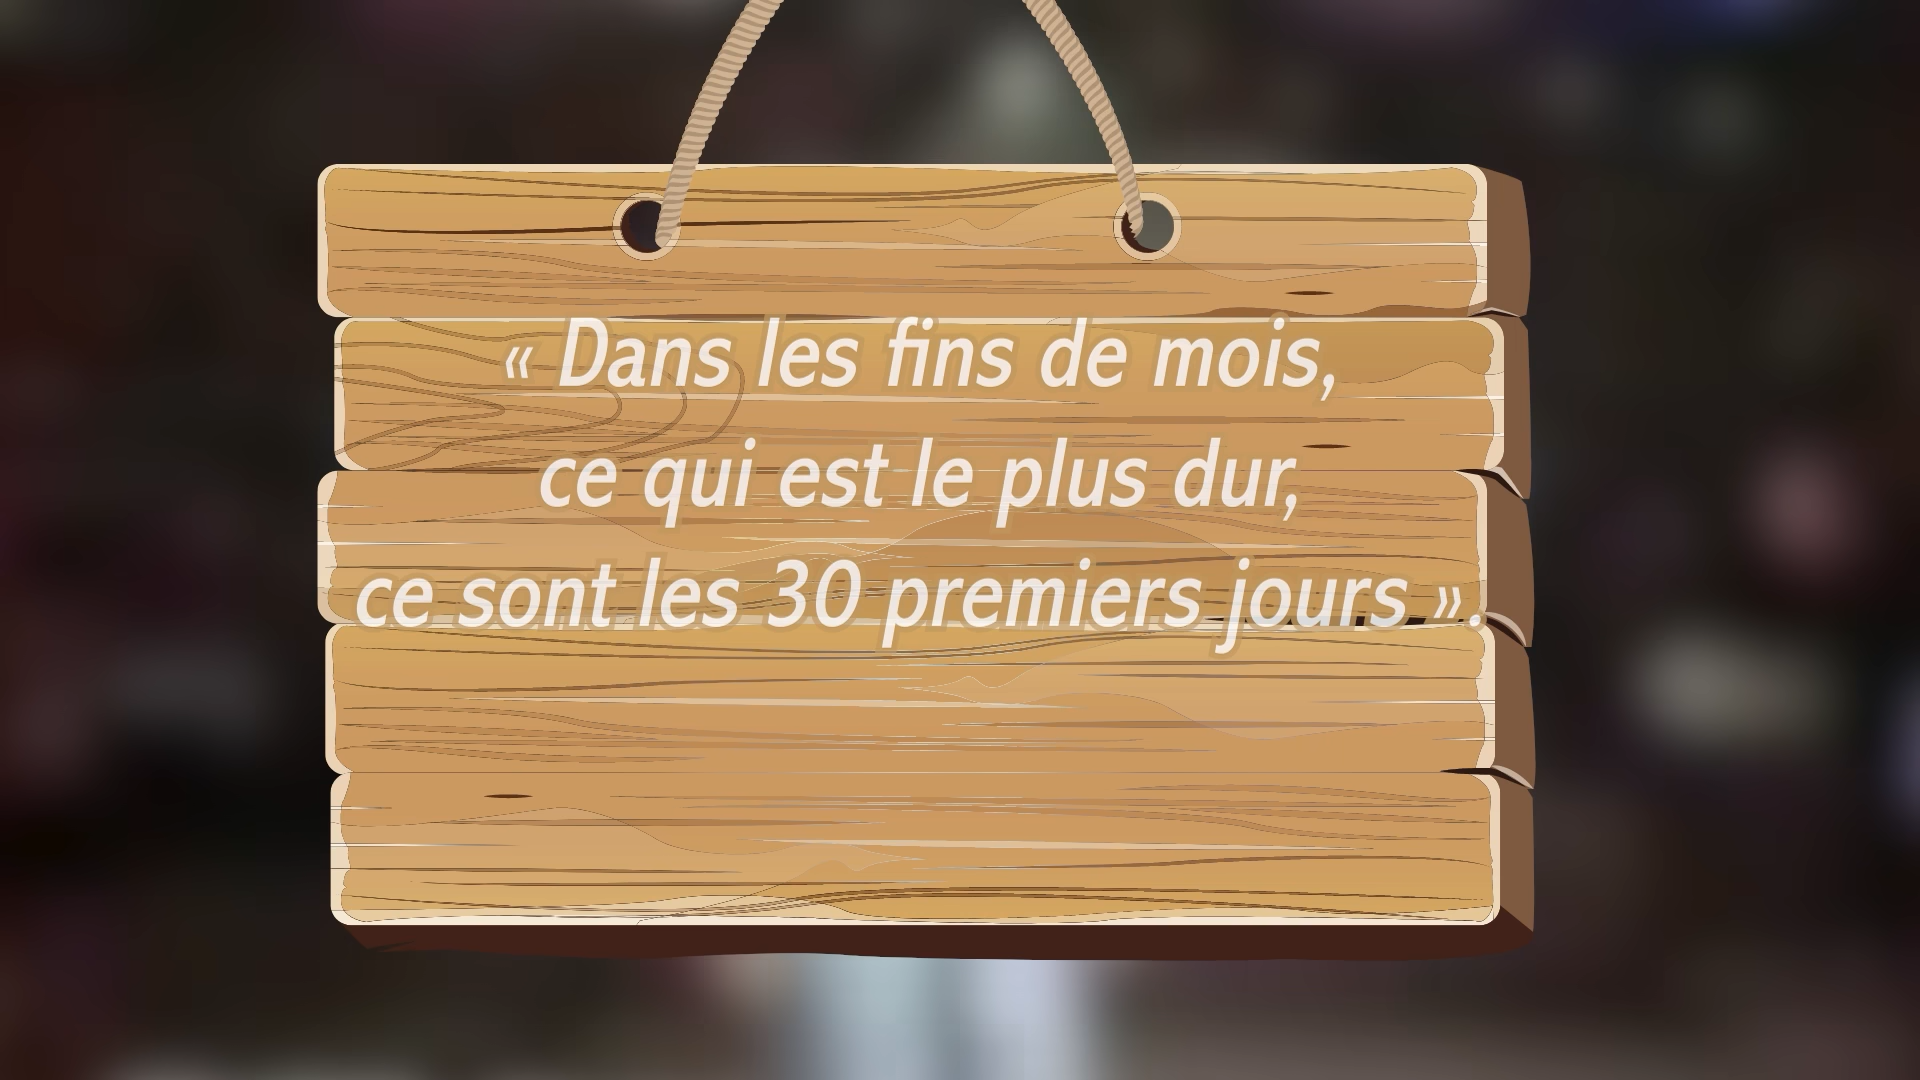 « Dans les fins de mois,
ce qui est le plus dur,
ce sont les 30 premiers jours ».